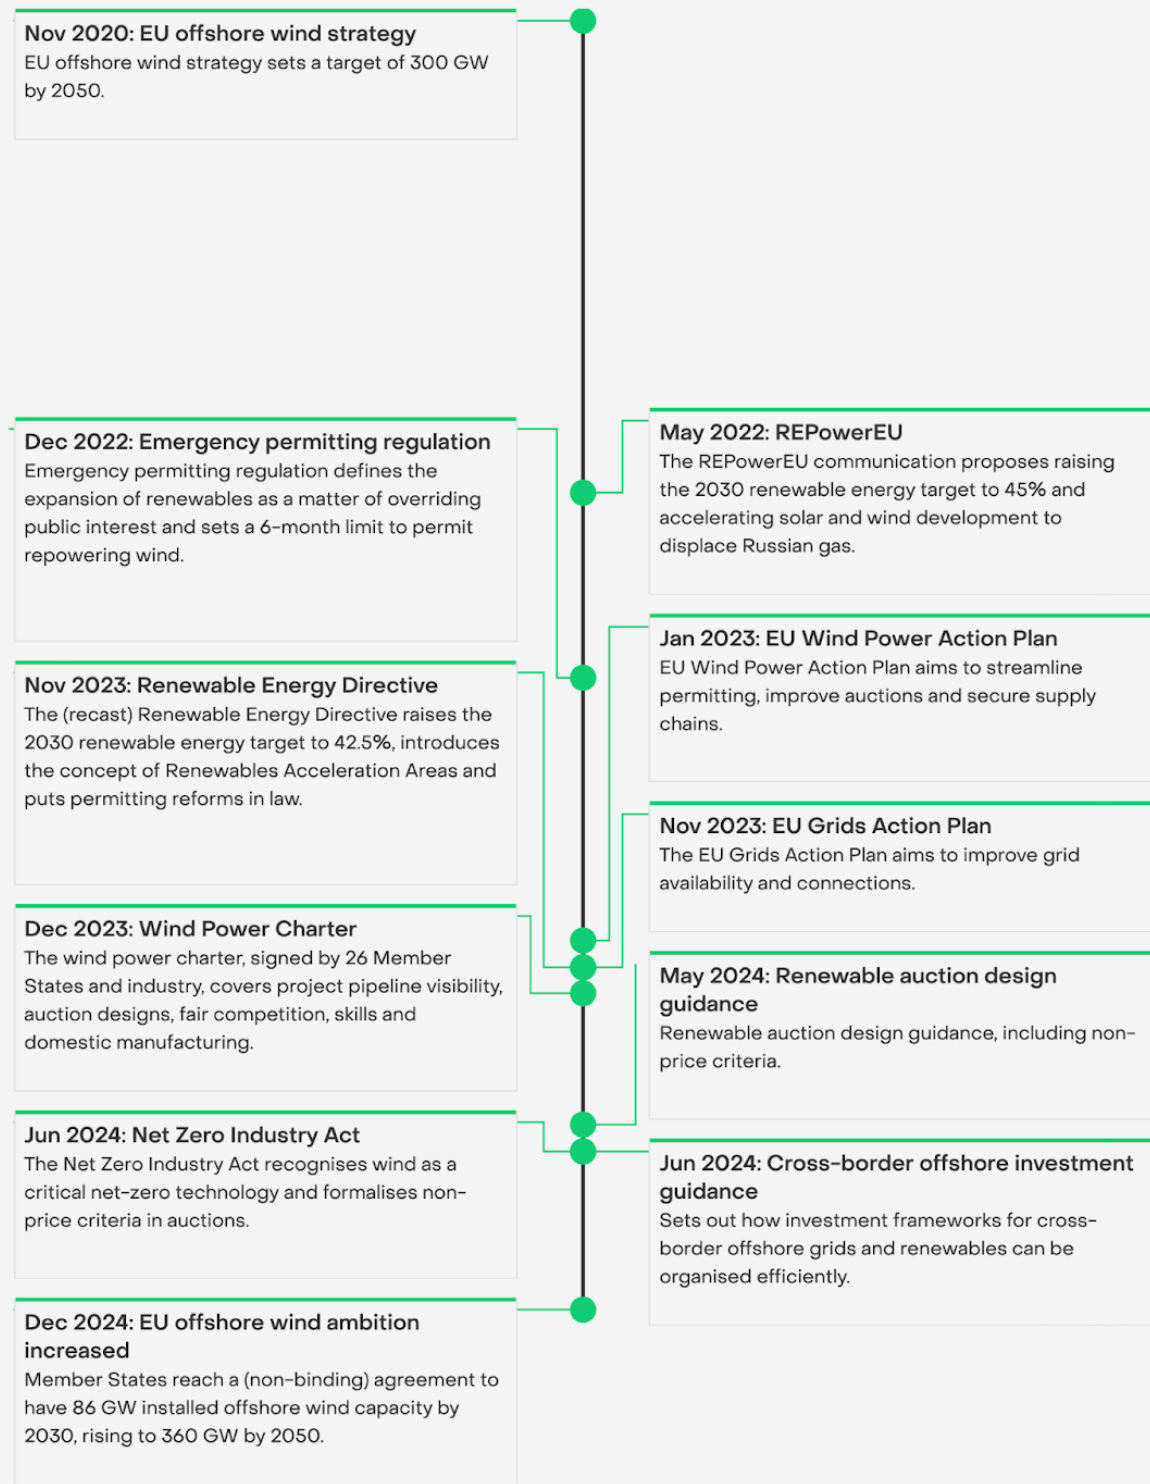 Nov 2020: EU offshore wind strategy
EU offshore wind strategy sets a target of 300 GW
by 2050.
May 2022: REPowerEU
The REPowerEU communication proposes raising
the 2030 renewable energy target to 45% and
accelerating solar and wind development to
displace Russian gas.
Dec 2022: Emergency permitting regulation
Emergency permitting regulation defines the
expansion of renewables as a matter of overriding
public interest and sets a 6-month limit to permit
repowering wind.
Jan 2023: EU Wind Power Action Plan
EU Wind Power Action Plan aims to streamline
permitting, improve auctions and secure supply
chains.
Nov 2023: Renewable Energy Directive
The (recast) Renewable Energy Directive raises the
2030 renewable energy target to 42.5%, introduces
the concept of Renewables Acceleration Areas and
puts permitting reforms in law.
Nov 2023: EU Grids Action Plan
The EU Grids Action Plan aims to improve grid
availability and connections.
Dec 2023: Wind Power Charter
The wind power charter, signed by 26 Member
States and industry, covers project pipeline visibility,
auction designs, fair competition, skills and
domestic manufacturing.
May 2024: Renewable auction design
guidance
Renewable auction design guidance, including non-
price criteria.
Jun 2024: Net Zero Industry Act
The Net Zero Industry Act recognises wind as a
critical net-zero technology and formalises non-
price criteria in auctions.
Jun 2024: Cross-border offshore investment
guidance
Sets out how investment frameworks for cross-
border offshore grids and renewables can be
organised efficiently.
Dec 2024: EU offshore wind ambition
increased
Member States reach a (non-binding) agreement to
have 86 GW installed offshore wind capacity by
2030, rising to 360 GW by 2050.